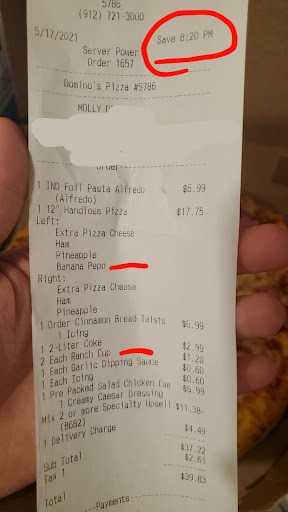 5786
(912) 721-3000
5/17/2021
Save 8:20 PM
Server Power
Order 1657
Domino's Pizza #5786
MOLLY
Order
1 IND Foil Pasta Alfredo $6.99
(Alfredo)
1 12" HandToss Pizza $17.75
Left:
Extra Pizza Cheese
Ham
Pineapple
Banana Pepp
Right:
Extra Pizza Cheese
Ham
Pineapple
1 Order Cinnamon Bread Twists $6.99
1 Icing
1 2-Liter Coke $2.99
2 Each Ranch Cup $1.20
1 Each Garlic Dipping Sauce $0.60
1 Each Icing $0.60
1 Pre Packed Salad Chicken Cae $6.99
1 Creamy Caesar Dressing
Mix 2 or more Specialty Upsell $11.38-
(8682)
1 Delivery Charge $4.49
Sub Total $37.22
Tax 1 $2.61
Total $39.83
Payments